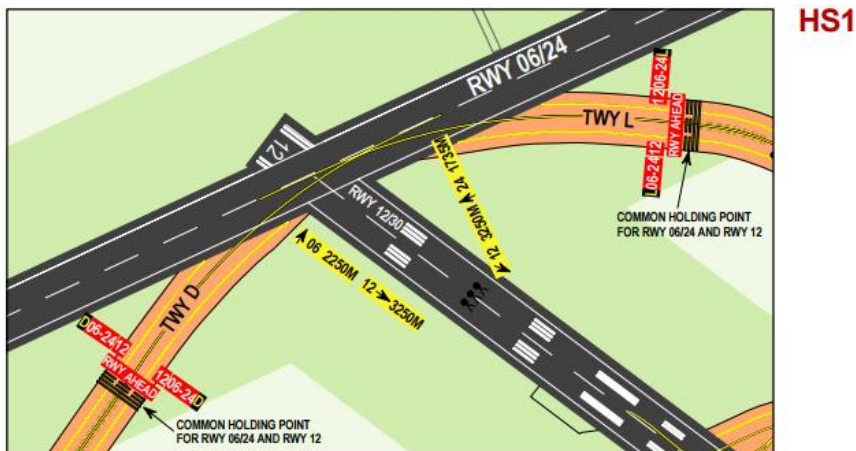 HS1
RWY 06/24
1206-24L
TWY L
RWY AHEAD
L06-2412
12
RWY 12/30
12 3250M 24 1735M
COMMON HOLDING POINT
FOR RWY 06/24 AND RWY 12
06 2250M 12 3250M
TWY D
D06-2412
RWY AHEAD
1206-24D
COMMON HOLDING POINT
FOR RWY 06/24 AND RWY 12